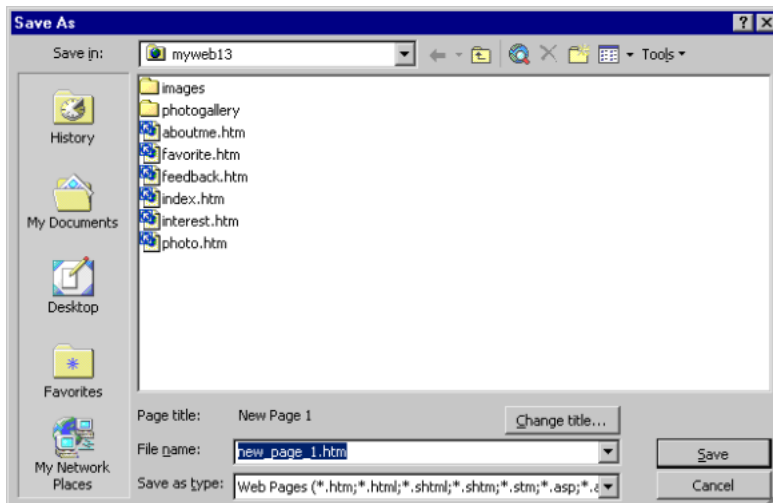 Save As
Save in:
myweb13
Tools
images
photogallery
aboutme.htm
favorite.htm
feedback.htm
index.htm
interest.htm
photo.htm
History
My Documents
Desktop
Favorites
My Network
Places
Page title:
New Page 1
Change title...
File name:
new_page_1.htm
Save
Save as type:
Web Pages (*.htm;*.html;*.shtml;*.shtm;*.stm;*.asp;*.a
Cancel